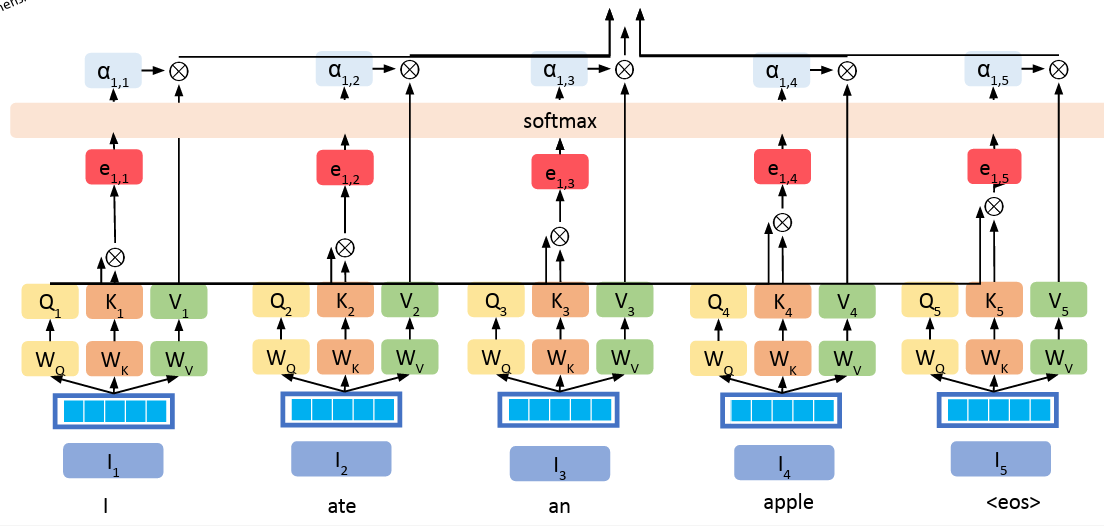 mens
α1,1 α1,2 α1,3 α1,4 α1,5
softmax
e1,1 e1,2 e1,3 e1,4 e1,5
Q1 K1 V1 Q2 K2 V2 Q3 K3 V3 Q4 K4 V4 Q5 K5 V5
WQ WK WV WQ WK WV WQ WK WV WQ WK WV WQ WK WV
I1 I2 I3 I4 I5
I ate an apple <eos>